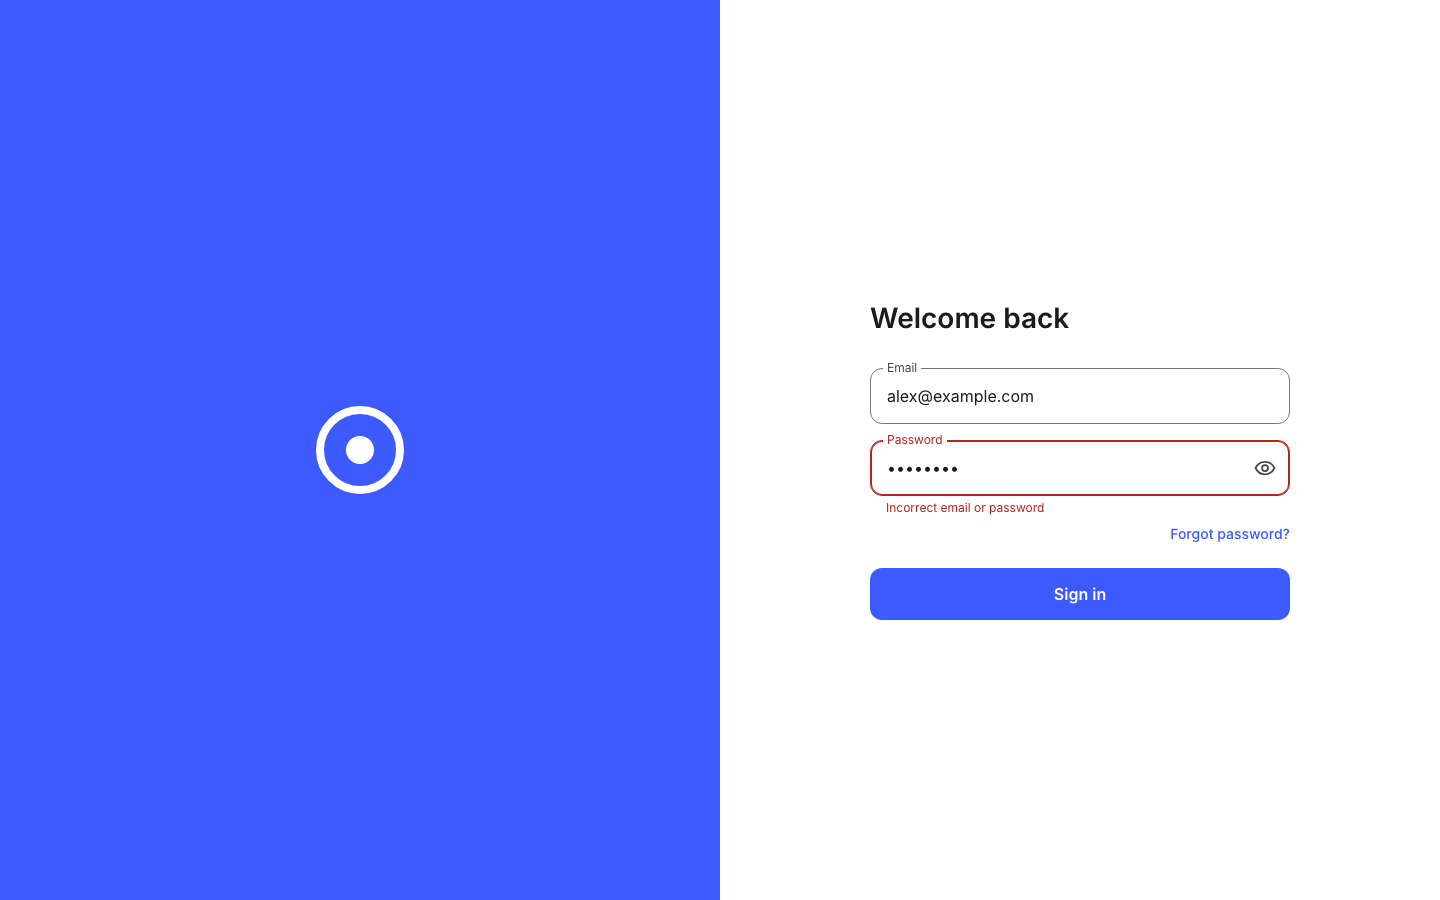 Welcome back
Email
alex@example.com
Password
••••••••
Incorrect email or password
Forgot password?
Sign in